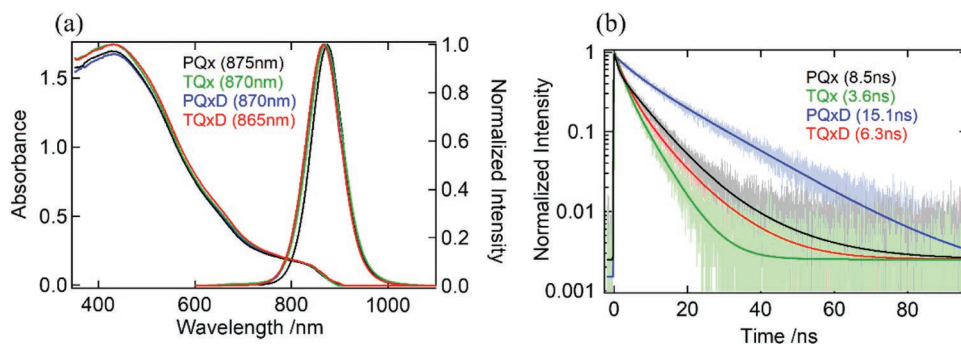 (a)
Absorbance
1.5
1.0
0.5
0.0
PQx (875nm)
TQx (870nm)
PQxD (870nm)
TQxD (865nm)
1.0
0.8
0.6
0.4
0.2
0.0
Normalized Intensity
400 600 800 1000
Wavelength /nm
(b)
Normalized Intensity
1
0.1
0.01
0.001
PQx (8.5ns)
TQx (3.6ns)
PQxD (15.1ns)
TQxD (6.3ns)
0 20 40 60 80
Time /ns